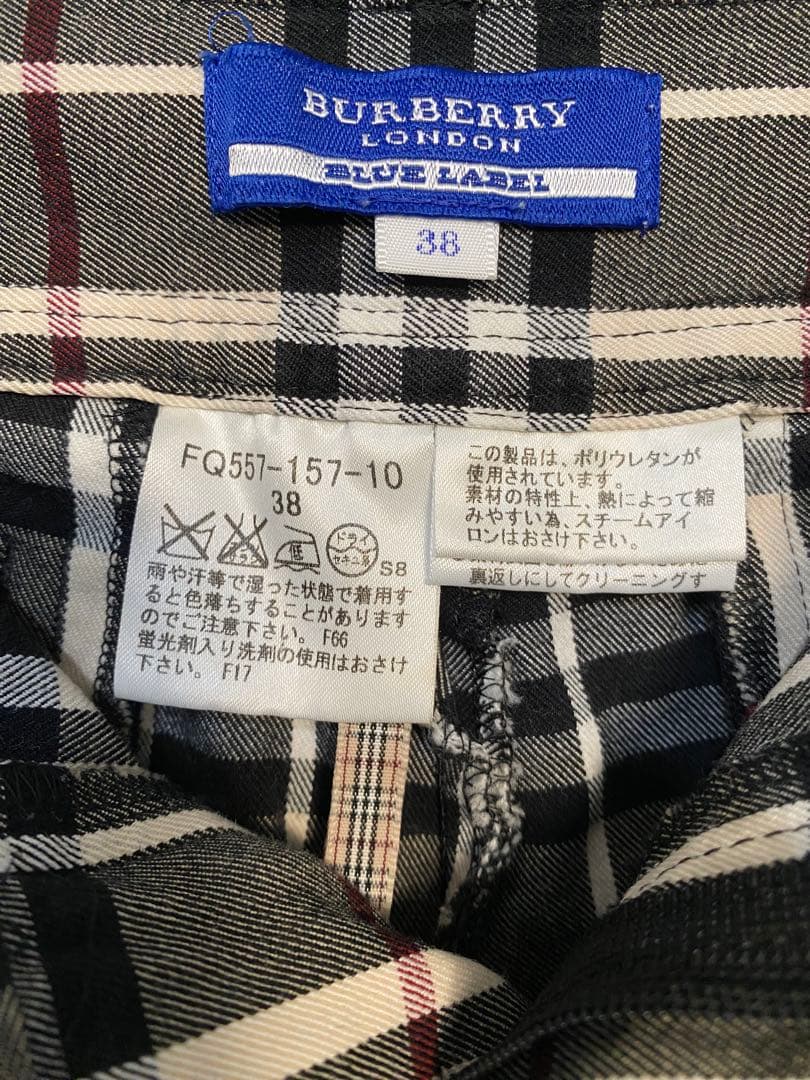 BURBERRY
LONDON
BLUE LABEL
38
FQ557-157-10
38
低
ドライ
セキユ系
S8
雨や汗等で湿った状態で着用す
ると色落ちすることがあります
のでご注意下さい。 F66
蛍光剤入り洗剤の使用はおさけ
下さい。 F17
この製品は、ポリウレタンが
使用されています。
素材の特性上、熱によって縮
みやすい為、スチームアイ
ロンはおさけ下さい。
裏返しにしてクリーニングす